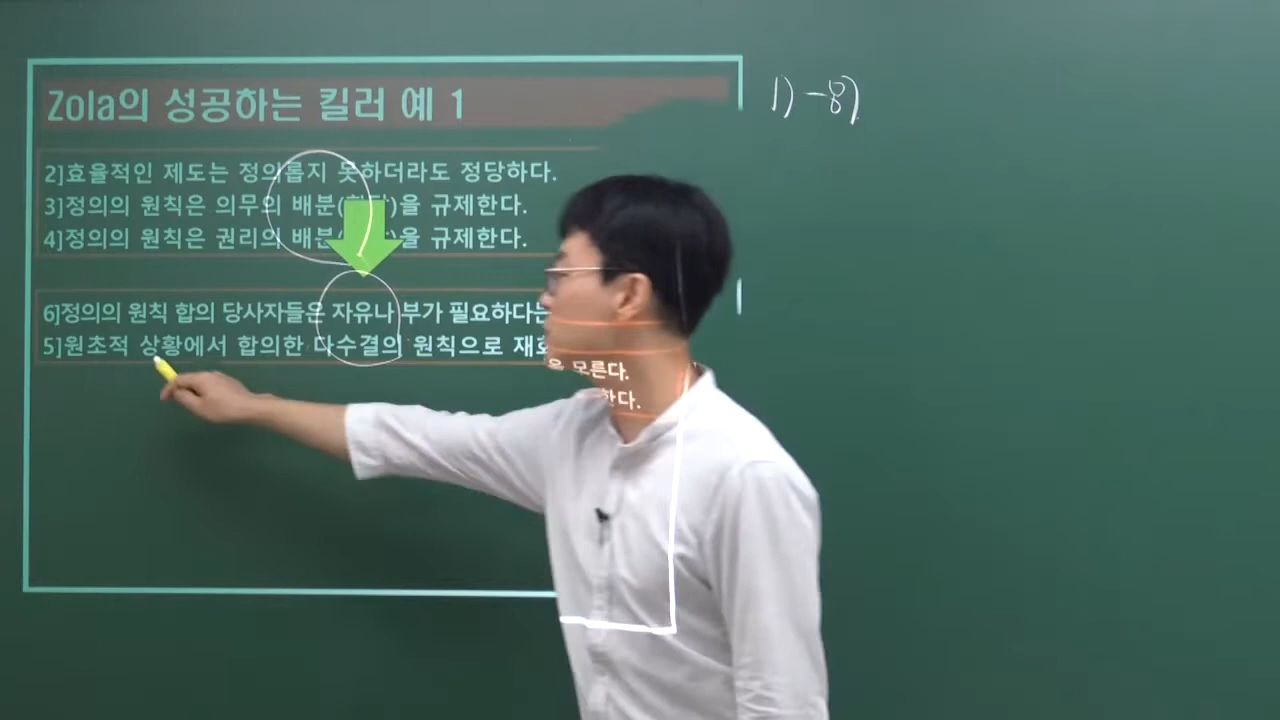 Zola의 성공하는 킬러 예 1
1) -8)
2]효율적인 제도는 정의롭지 못하더라도 정당하다.
3]정의의 원칙은 의무의 배분( )을 규제한다.
4]정의의 원칙은 권리의 배분( )을 규제한다.
6]정의의 원칙 합의 당사자들은 자유나 부가 필요하다는
5]원초적 상황에서 합의한 다수결의 원칙으로
모른다.
한다.